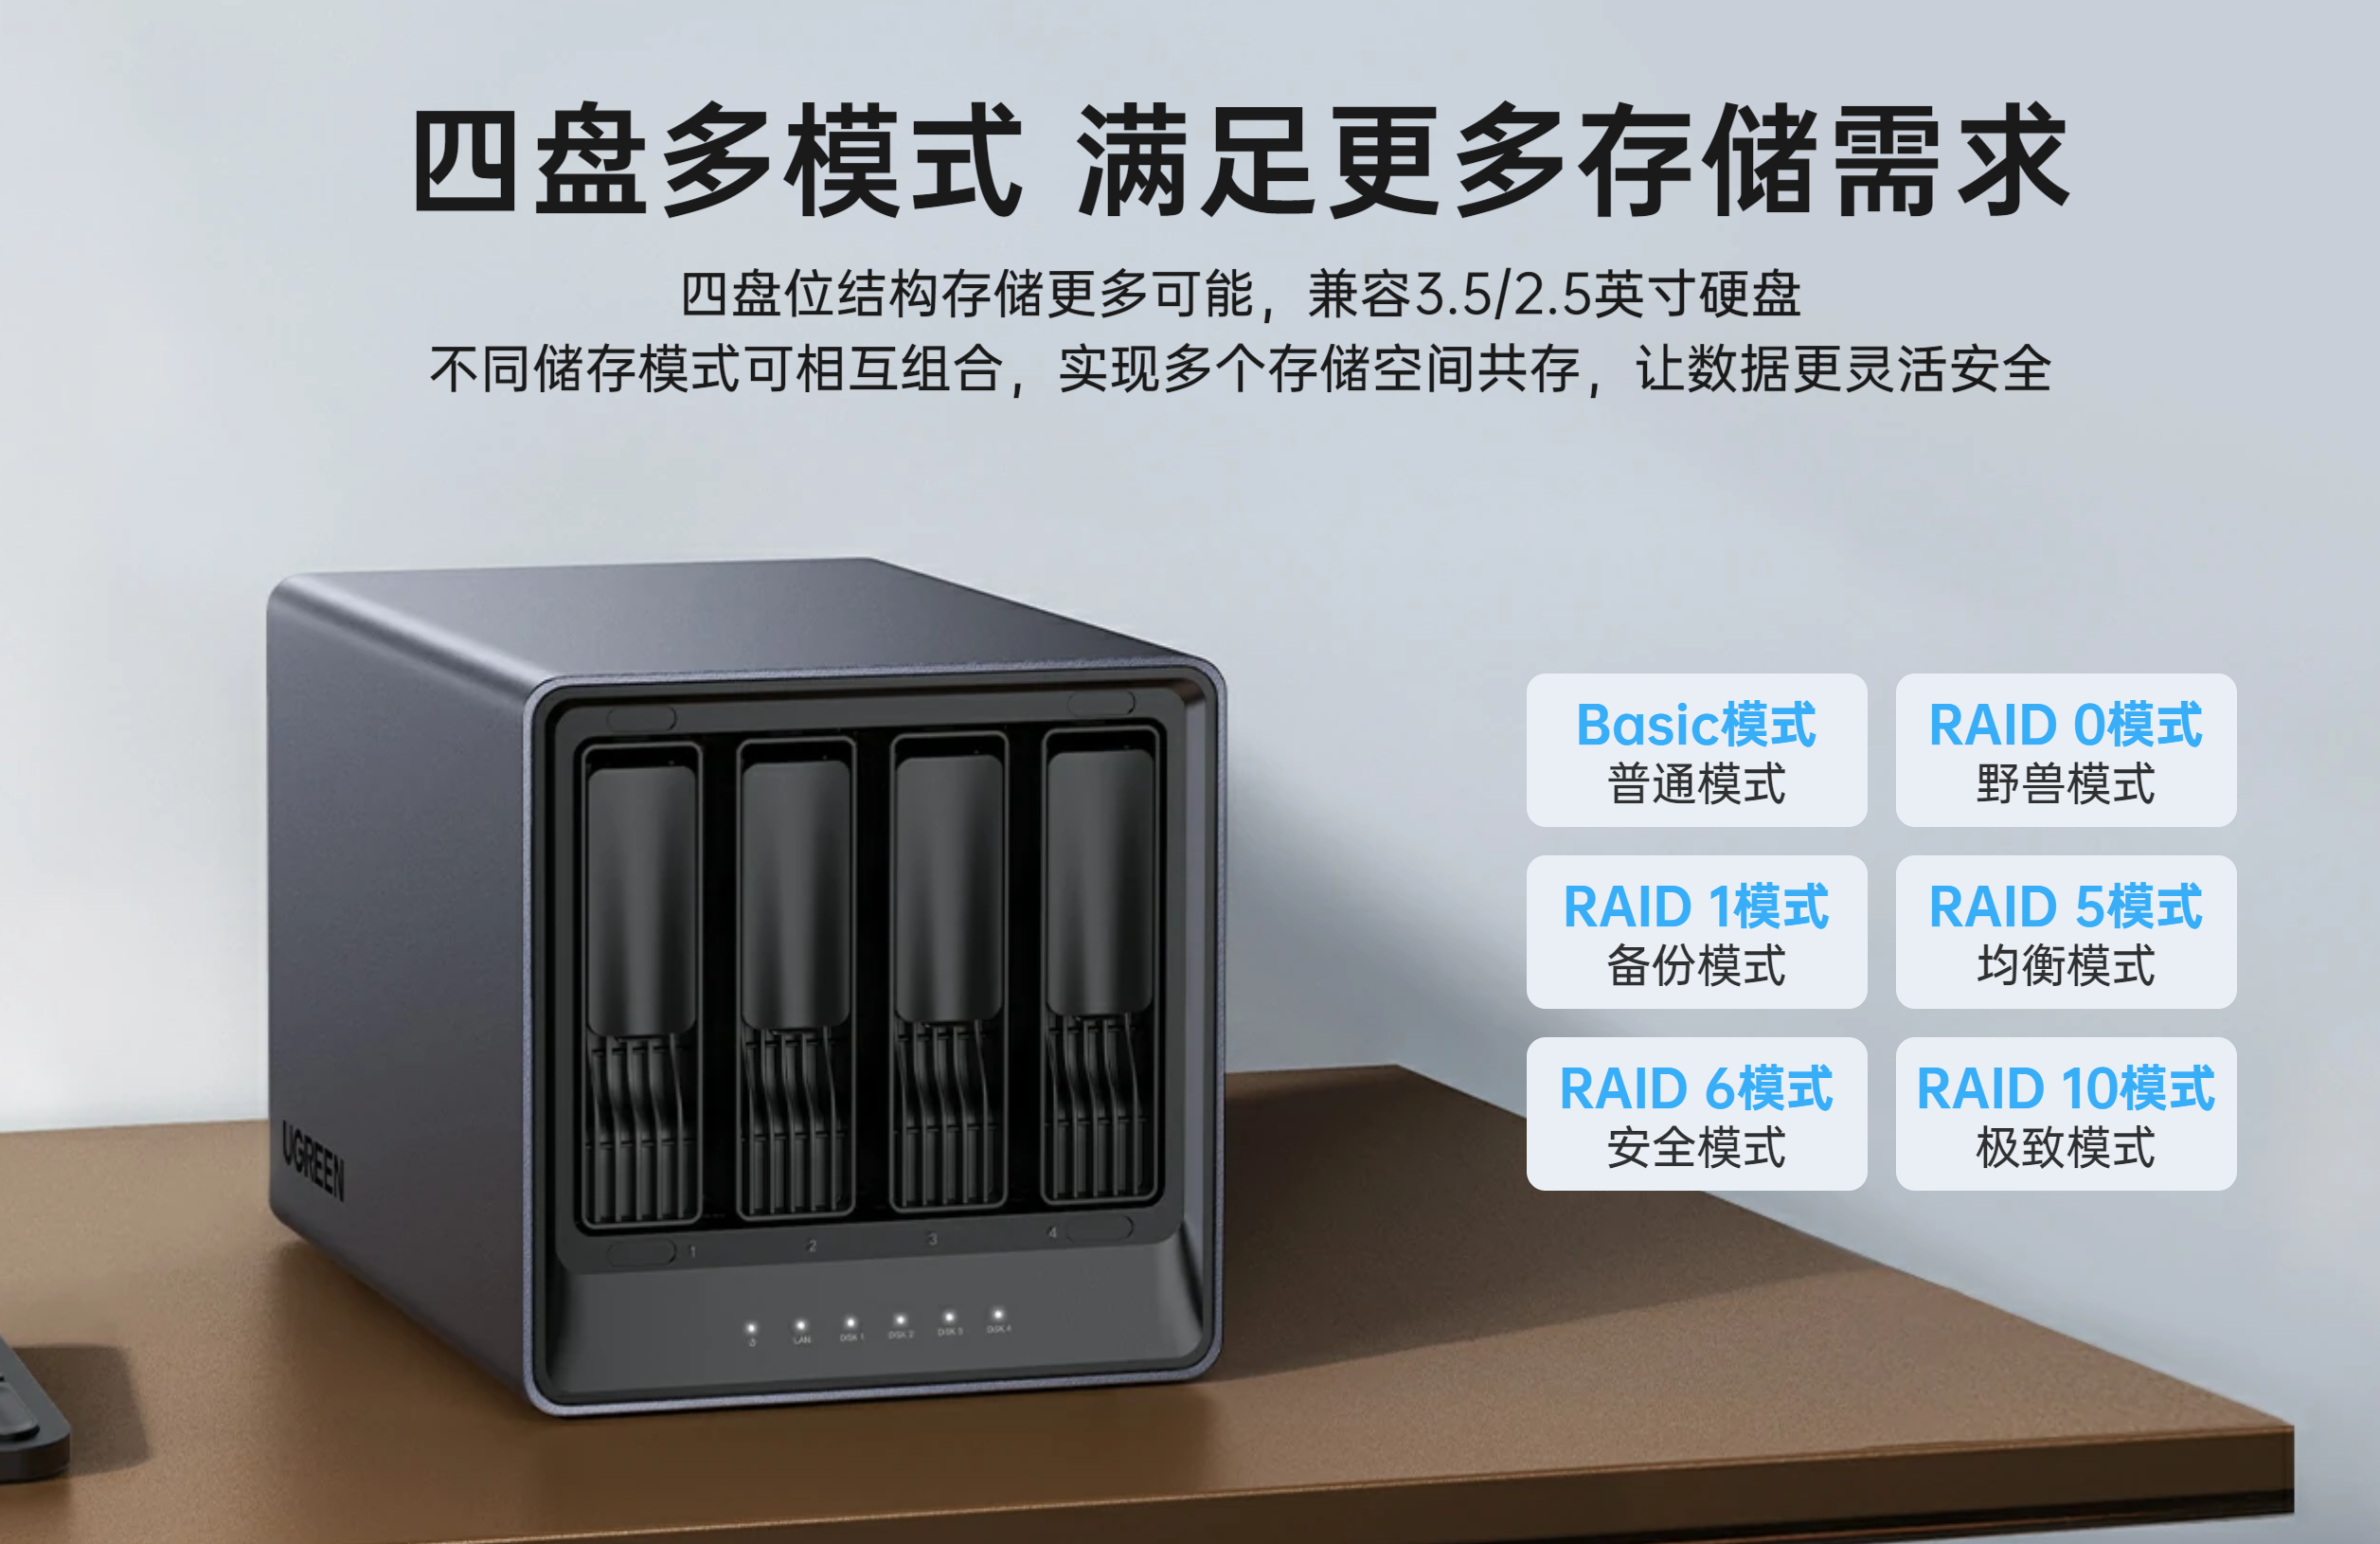 四盘多模式 满足更多存储需求
四盘位结构存储更多可能，兼容3.5/2.5英寸硬盘
不同储存模式可相互组合，实现多个存储空间共存，让数据更灵活安全
Basic模式
普通模式
RAID 0模式
野兽模式
RAID 1模式
备份模式
RAID 5模式
均衡模式
RAID 6模式
安全模式
RAID 10模式
极致模式
UGREEN
1 2 3 4
LAN DISK 1 DISK 2 DISK 3 DISK 4